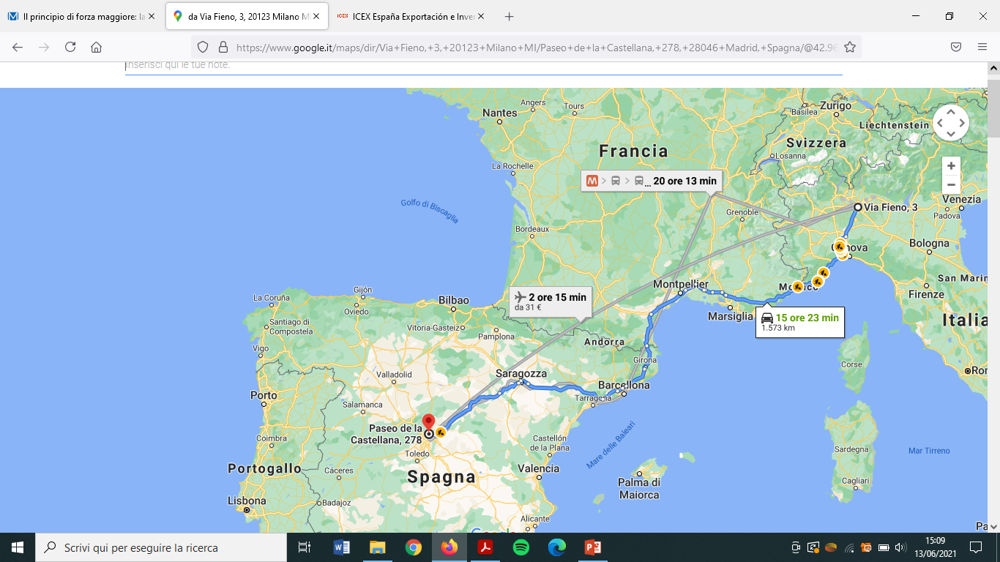 Il principio di forza maggiore: la
da Via Fieno, 3, 20123 Milano M
ICEX España Exportación e Inver
https://www.google.it/maps/dir/Via+Fieno,+3,+20123+Milano+MI/Paseo+de+la+Castellana,+278,+28046+Madrid,+Spagna/@42.96
Inserisci qui le tue note.
Angers
Tours
Nantes
Basilea
Zurigo
Liechtenstein
Svizzera
Losanna
Francia
La Rochelle
M > > ... 20 ore 13 min
Golfo di Biscaglia
Grenoble
Via Fieno, 3
Venezia
Padova
Bordeaux
Genova
Bologna
San Marin
Monaco
Montpellier
Firenze
2 ore 15 min
da 31 €
Marsiglia
15 ore 23 min
1.573 km
Italia
La Coruña
Gijón
Oviedo
Bilbao
Santiago di
Compostela
Vitoria-Gasteiz
Pamplona
Andorra
Vigo
Girona
Corse
Rom
Valladolid
Saragozza
Barcellona
Porto
Salamanca
Tarragona
Paseo de la
Castellana, 278
Coimbra
Toledo
Castellón
de la Plana
Mare delle Baleari
Sardegna
Mar Tirreno
Portogallo
Cáceres
Spagna
Valencia
Palma di
Maiorca
Cagliari
Lisbona
Badajoz
Alicante
Google
Pa
Scrivi qui per eseguire la ricerca
15:09
13/06/2021